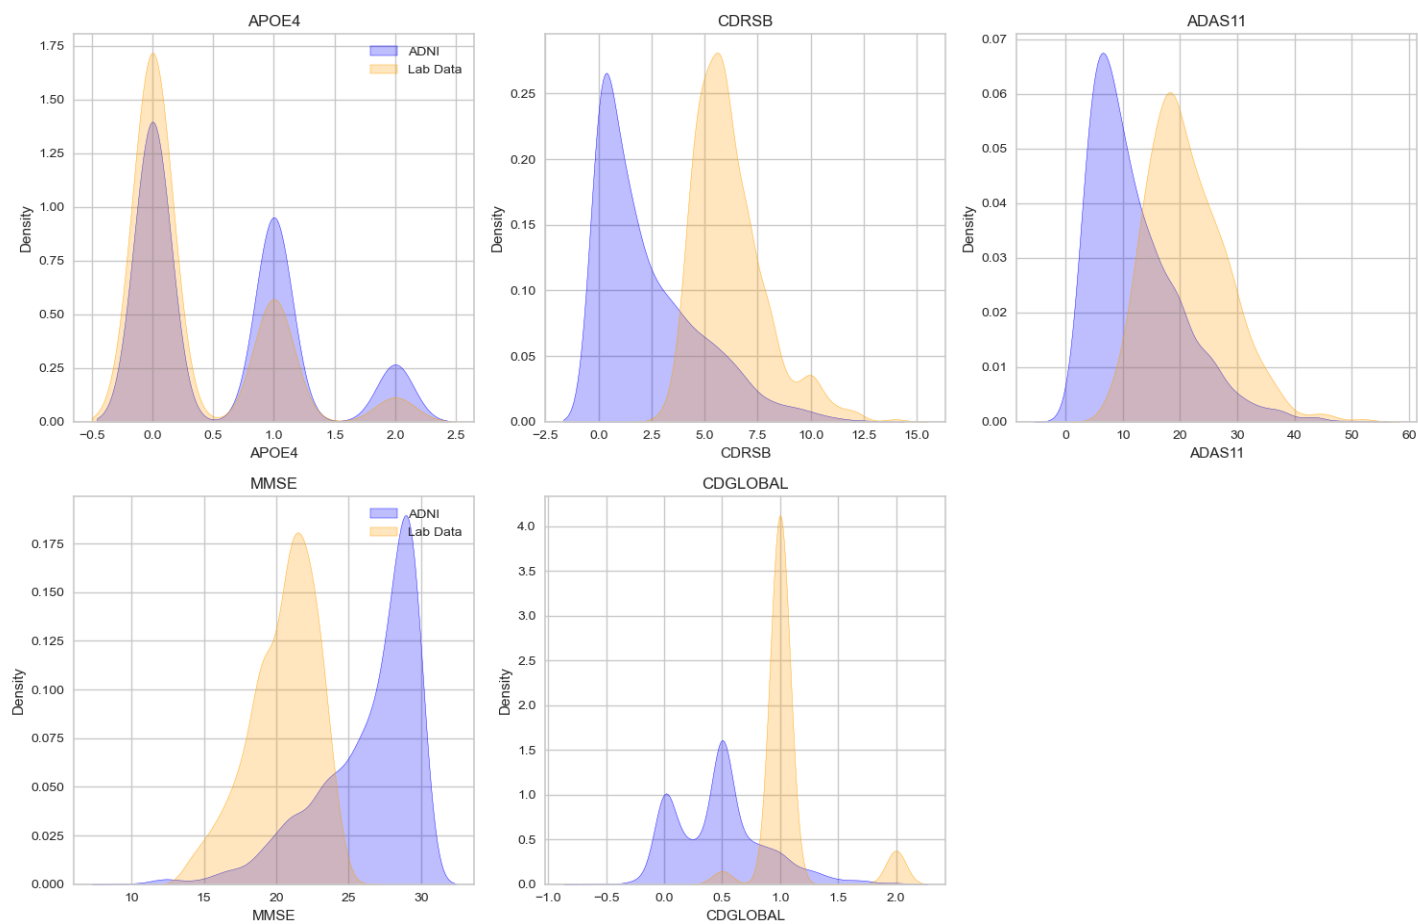 APOE4
1.75
1.50
1.25
1.00
0.75
0.50
0.25
0.00
Density
−0.5 0.0 0.5 1.0 1.5 2.0 2.5
APOE4
ADNI
Lab Data
CDRSB
0.25
0.20
0.15
0.10
0.05
0.00
Density
−2.5 0.0 2.5 5.0 7.5 10.0 12.5 15.0
CDRSB
ADAS11
0.07
0.06
0.05
0.04
0.03
0.02
0.01
0.00
Density
0 10 20 30 40 50 60
ADAS11
MMSE
0.175
0.150
0.125
0.100
0.075
0.050
0.025
0.000
Density
10 15 20 25 30
MMSE
ADNI
Lab Data
CDGLOBAL
4.0
3.5
3.0
2.5
2.0
1.5
1.0
0.5
0.0
Density
−1.0 −0.5 0.0 0.5 1.0 1.5 2.0
CDGLOBAL